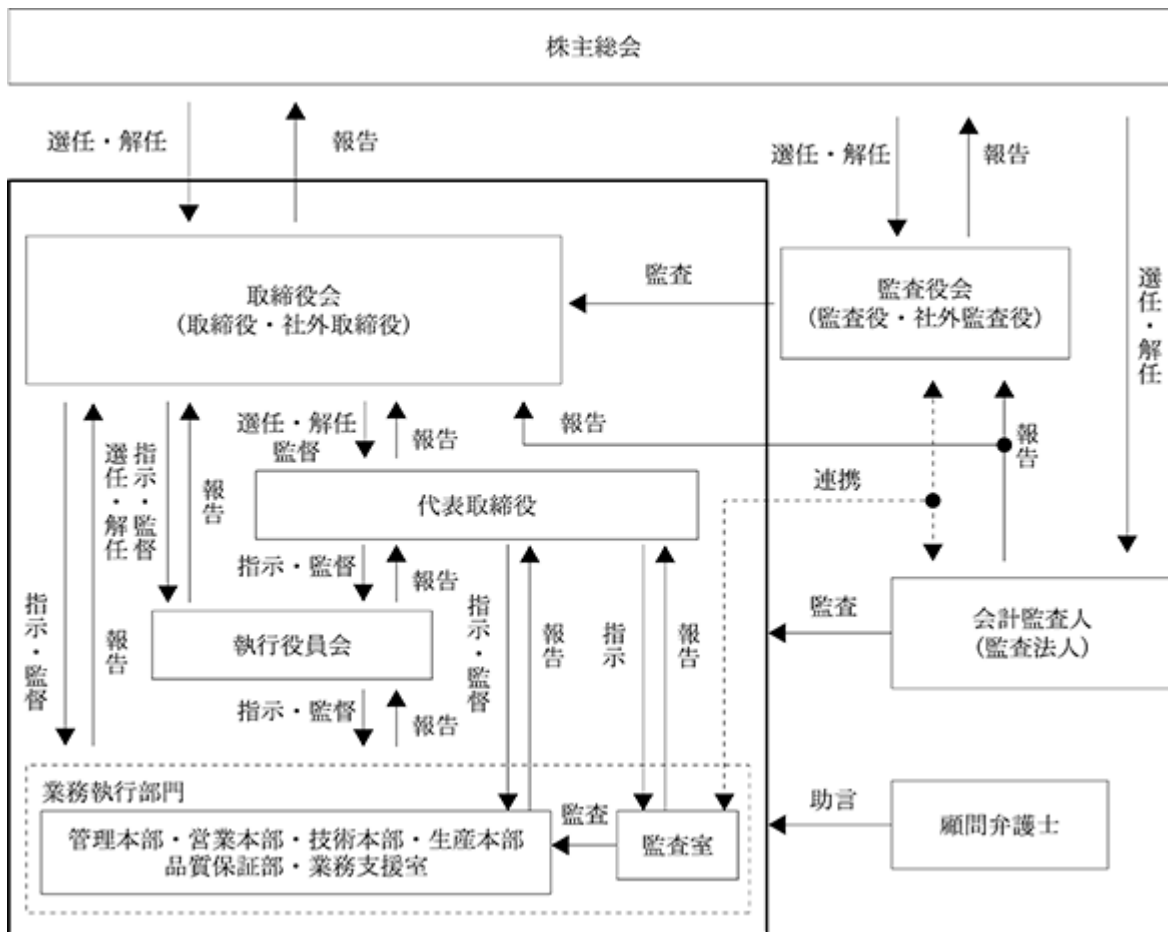 株主総会
選任・解任
報告
選任・解任
報告
選任・解任
取締役会
（取締役・社外取締役）
監査
監査役会
（監査役・社外監査役）
選任・解任
監督
報告
報告
報告
連携
指示・監督
報告
選任・解任
指示・監督
報告
代表取締役
指示・監督
報告
指示・監督
報告
指示
報告
監査
会計監査人
（監査法人）
執行役員会
指示・監督
報告
業務執行部門
管理本部・営業本部・技術本部・生産本部
品質保証部・業務支援室
監査
監査室
助言
顧問弁護士